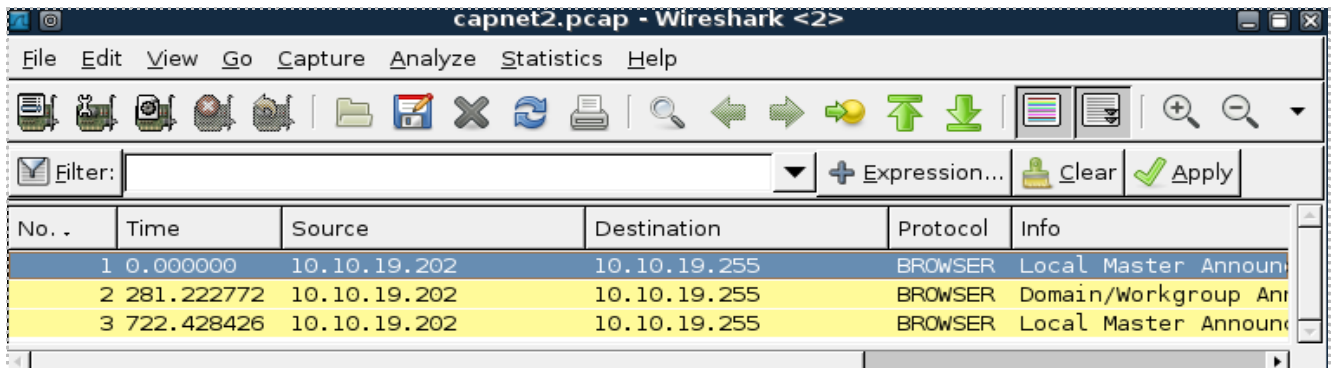 capnet2.pcap - Wireshark <2>
File Edit View Go Capture Analyze Statistics Help
Filter: Expression... Clear Apply
No. . Time Source Destination Protocol Info
1 0.000000 10.10.19.202 10.10.19.255 BROWSER Local Master
2 281.222772 10.10.19.202 10.10.19.255 BROWSER Domain/Workgroup
3 722.428426 10.10.19.202 10.10.19.255 BROWSER Local Master